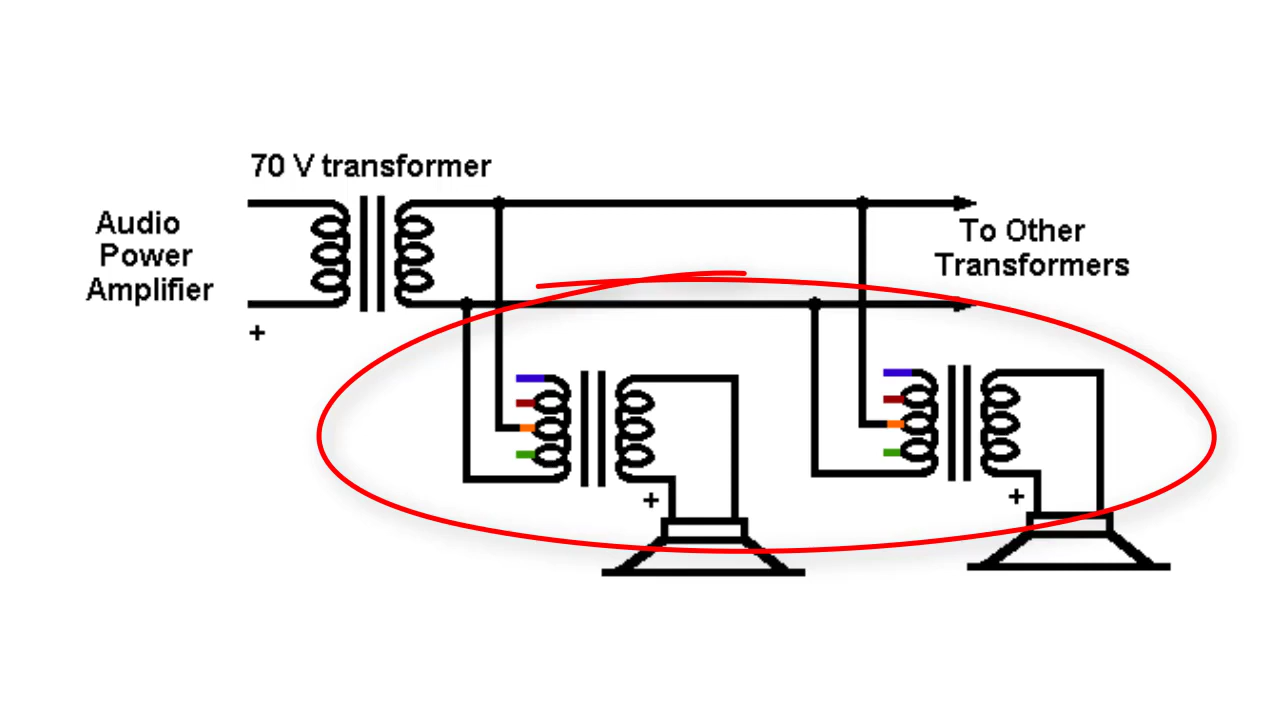 70 V transformer
Audio
Power
Amplifier
+
To Other
Transformers
+
+